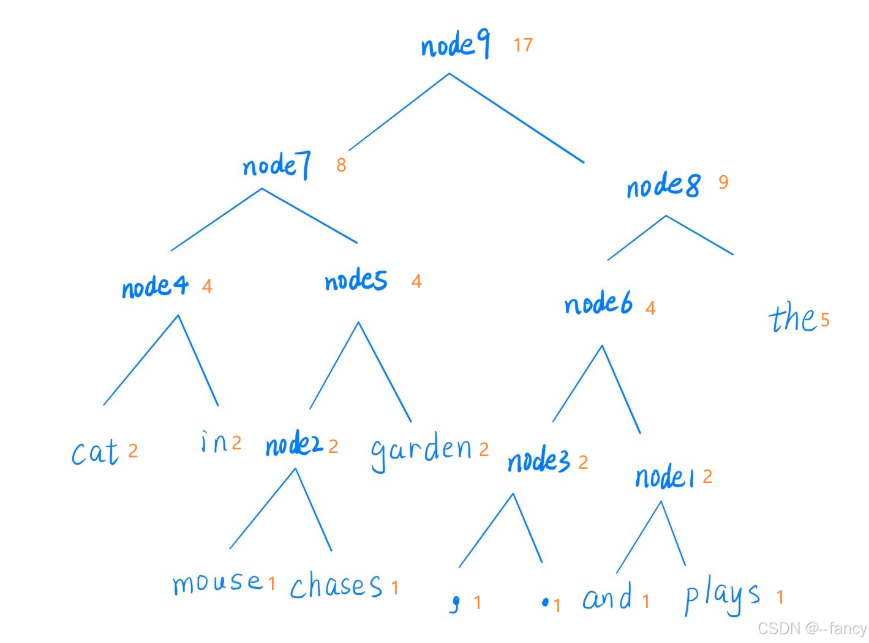 node9 17
node7 8
node8 9
node4 4
node5 4
node6 4
the 5
cat 2
in 2
node2 2
garden 2
node3 2
node1 2
mouse 1
chases 1
, 1
. 1
and 1
plays 1
CSDN @--fancy